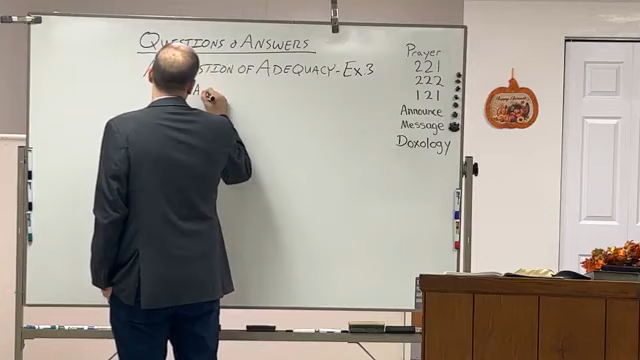 Questions & Answers
Question of Adequacy - Ex. 3
A
Prayer
221
222
121
Announce
Message
Doxology